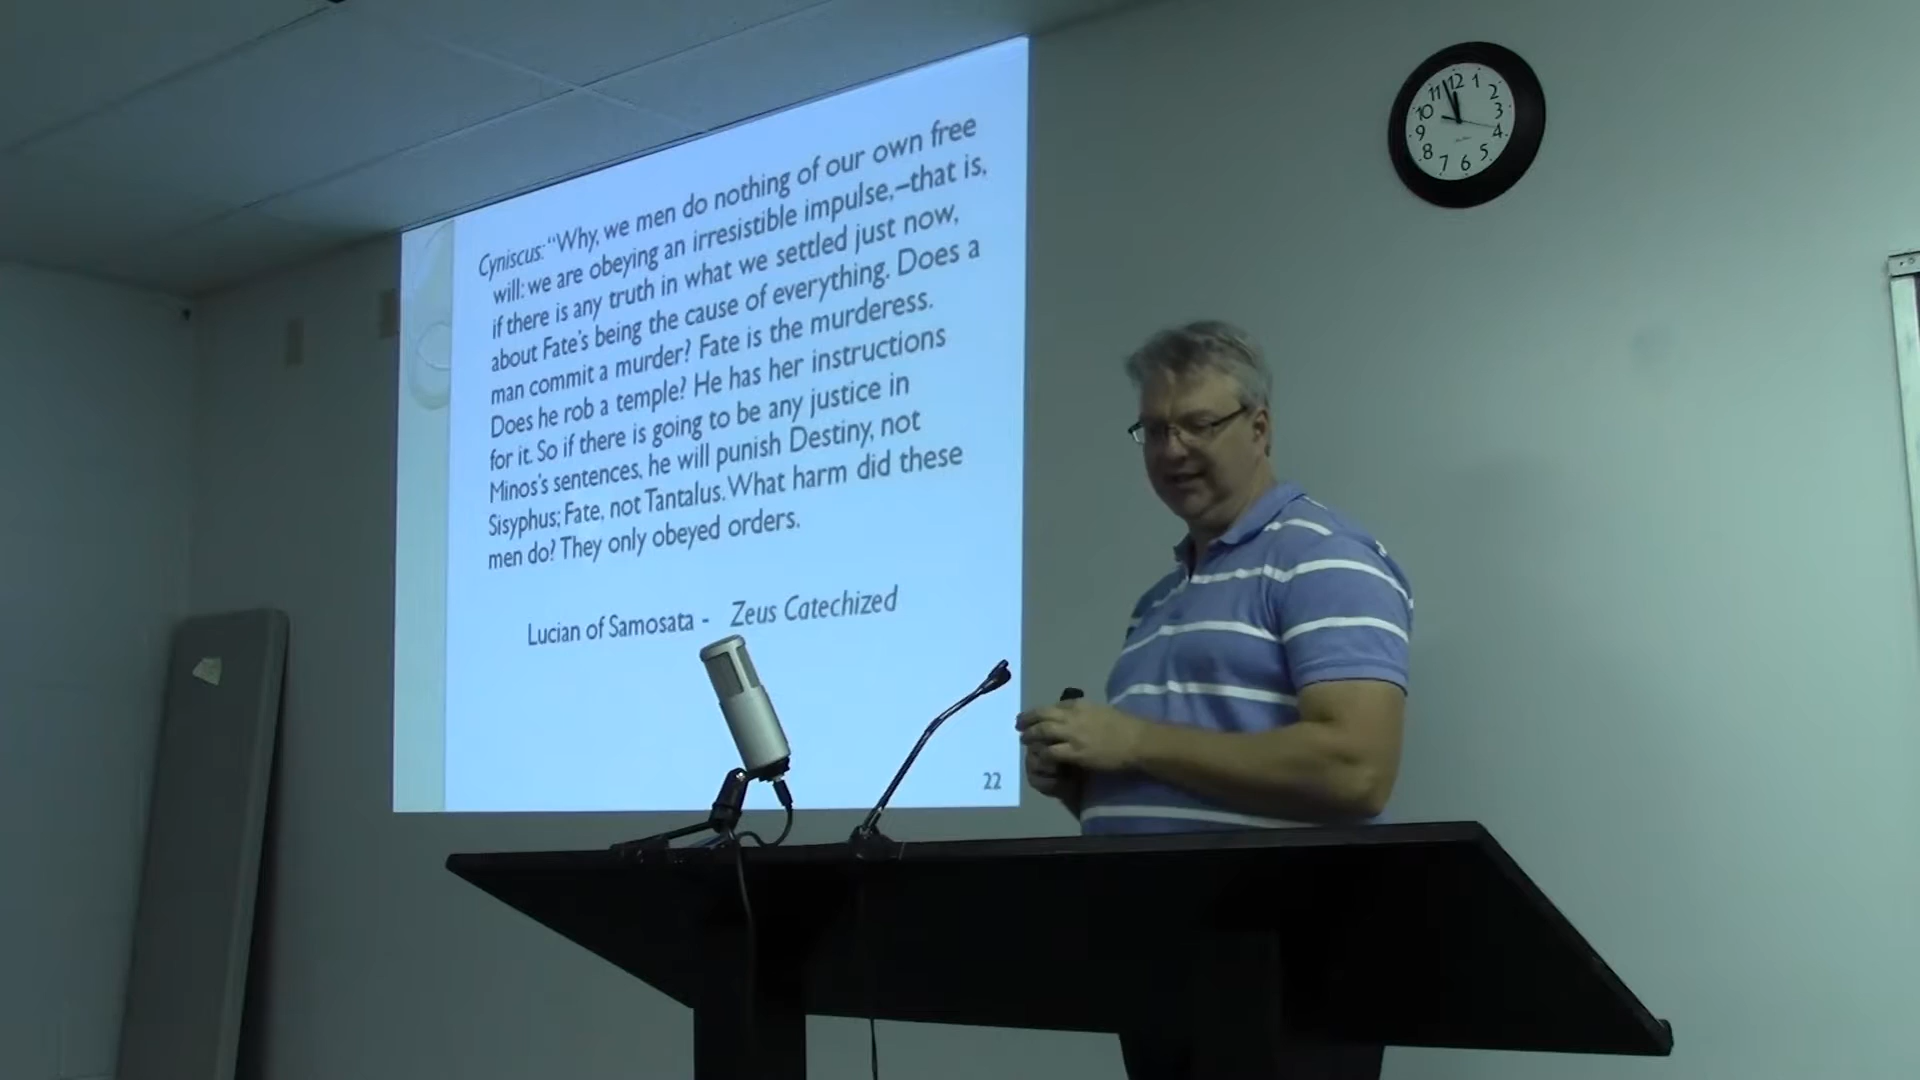 Cyniscus: “Why, we men do nothing of our own free
will: we are obeying an irresistible impulse,–that is,
if there is any truth in what we settled just now,
about Fate's being the cause of everything. Does a
man commit a murder? Fate is the murderess.
Does he rob a temple? He has her instructions
for it. So if there is going to be any justice in
Minos's sentences, he will punish Destiny, not
Sisyphus; Fate, not Tantalus. What harm did these
men do? They only obeyed orders.
Lucian of Samosata - Zeus Catechized
22
12
1
2
3
4
5
6
7
8
9
10
11